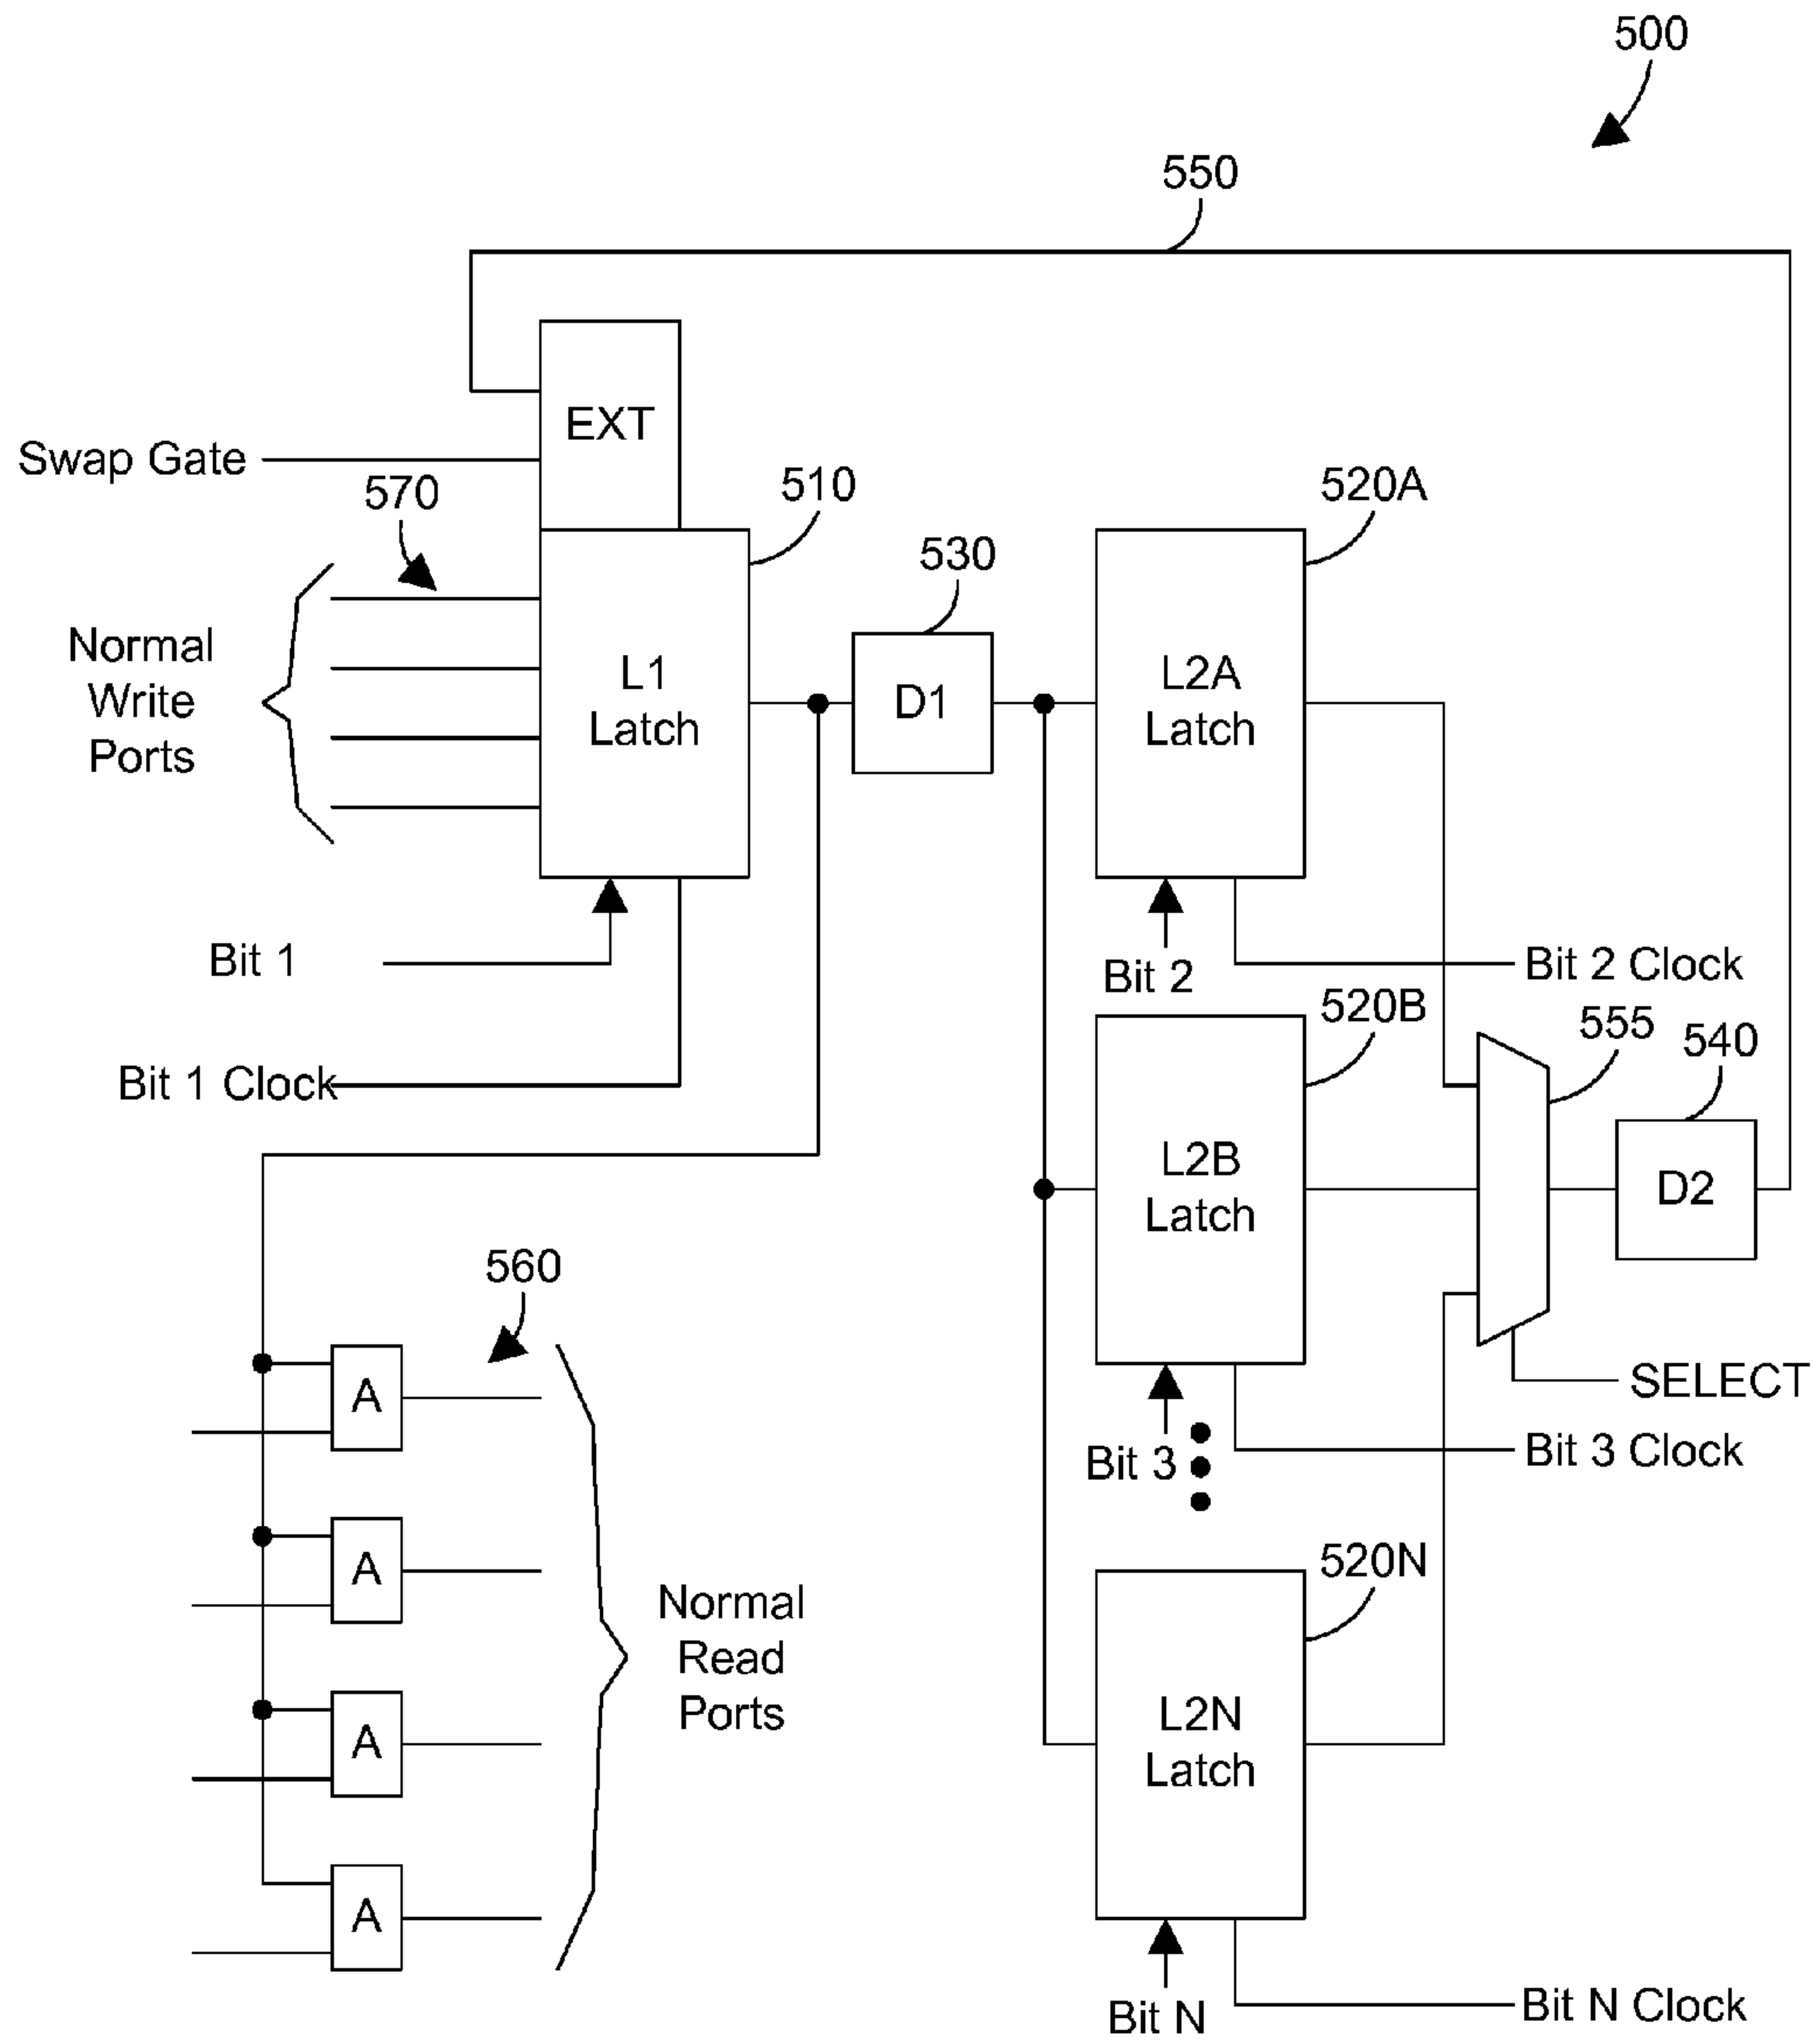 500
550
EXT
Swap Gate
570
510
520A
530
Normal
Write
Ports
L1
Latch
D1
L2A
Latch
Bit 1
Bit 2
Bit 2 Clock
520B
555
540
Bit 1 Clock
L2B
Latch
D2
560
A
SELECT
Bit 3
Bit 3 Clock
A
520N
Normal
Read
Ports
A
L2N
Latch
A
Bit N
Bit N Clock